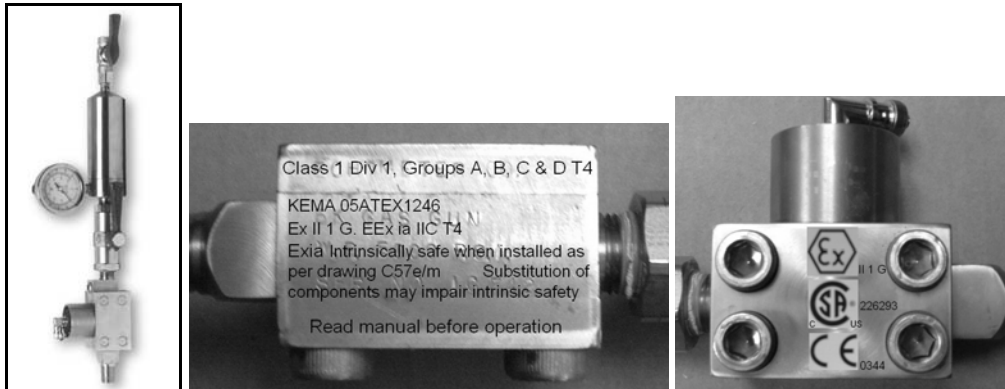 Class 1 Div 1, Groups A, B, C & D T4
KEMA 05ATEX1246
Ex II 1 G. EEx ia IIC T4
Exia Intrinsically safe when installed as
per drawing C57e/m Substitution of
components may impair intrinsic safety
Read manual before operation
Ex
II 1 G
SA
®
226293
C US
CE
0344